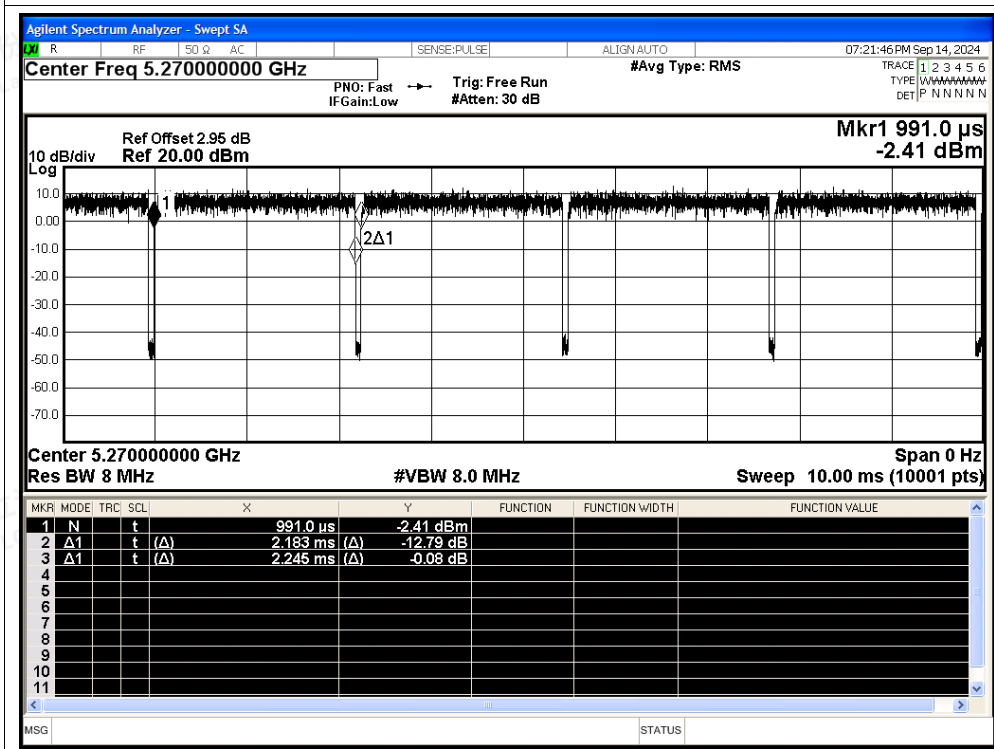 Agilent Spectrum Analyzer - Swept SA
LXI R RF 50 Ω AC SENSE:PULSE ALIGN AUTO 07:21:46 PM Sep 14, 2024
Center Freq 5.270000000 GHz #Avg Type: RMS TRACE 1 2 3 4 5 6
PNO: Fast Trig: Free Run TYPE
IFGain:Low #Atten: 30 dB DET P N N N N N
Mkr1 991.0 µs
-2.41 dBm
Ref Offset 2.95 dB
10 dB/div Ref 20.00 dBm
Log
10.0
1
0.00
2Δ1
-10.0
-20.0
-30.0
-40.0
-50.0
-60.0
-70.0
Center 5.270000000 GHz Span 0 Hz
Res BW 8 MHz #VBW 8.0 MHz Sweep 10.00 ms (10001 pts)
MKR MODE TRC SCL X Y FUNCTION FUNCTION WIDTH FUNCTION VALUE
1 N t 991.0 µs -2.41 dBm
2 Δ1 t (Δ) 2.183 ms (Δ) -12.79 dB
3 Δ1 t (Δ) 2.245 ms (Δ) -0.08 dB
4
5
6
7
8
9
10
11
MSG STATUS